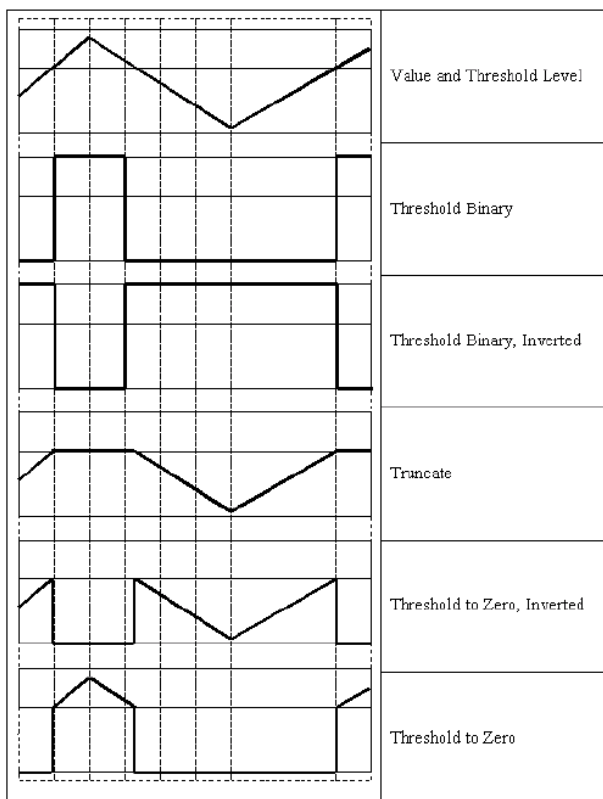 Value and Threshold Level
Threshold Binary
Threshold Binary, Inverted
Truncate
Threshold to Zero, Inverted
Threshold to Zero